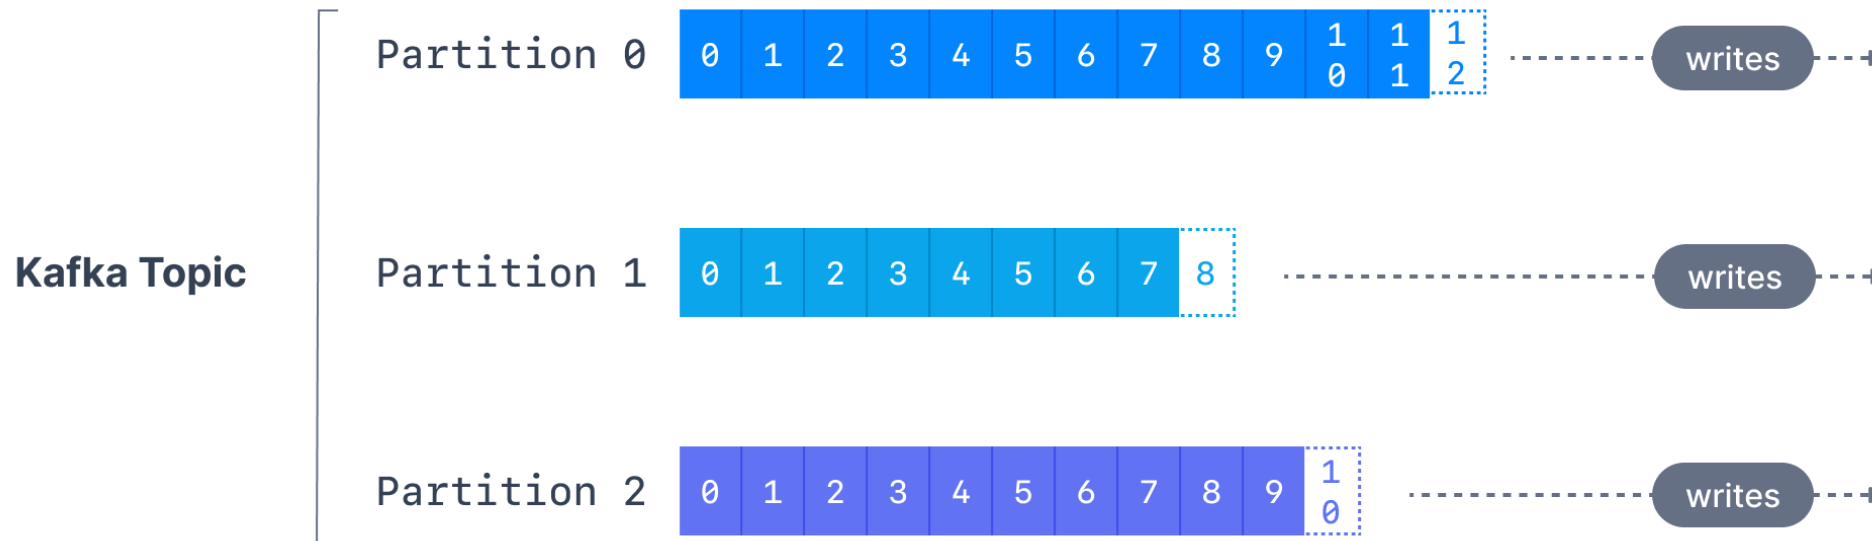 Partition 0 0 1 2 3 4 5 6 7 8 9 10 11 12 writes
Kafka Topic
Partition 1 0 1 2 3 4 5 6 7 8 writes
Partition 2 0 1 2 3 4 5 6 7 8 9 10 writes